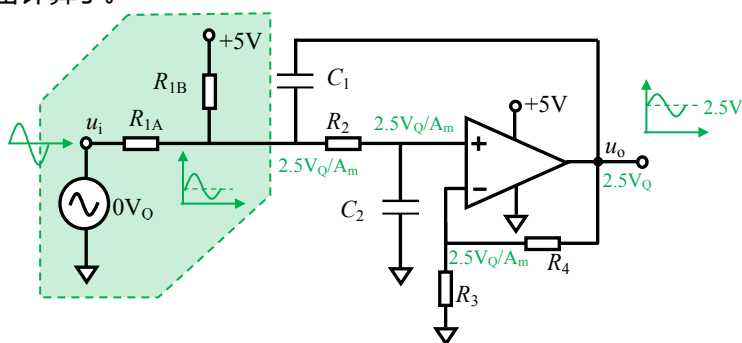 +5V
R1B
C1
R1A
ui
R2
2.5VQ/Am
2.5VQ/Am
+5V
+
−
uo
2.5V
2.5VQ
0VQ
C2
2.5VQ/Am
R4
R3